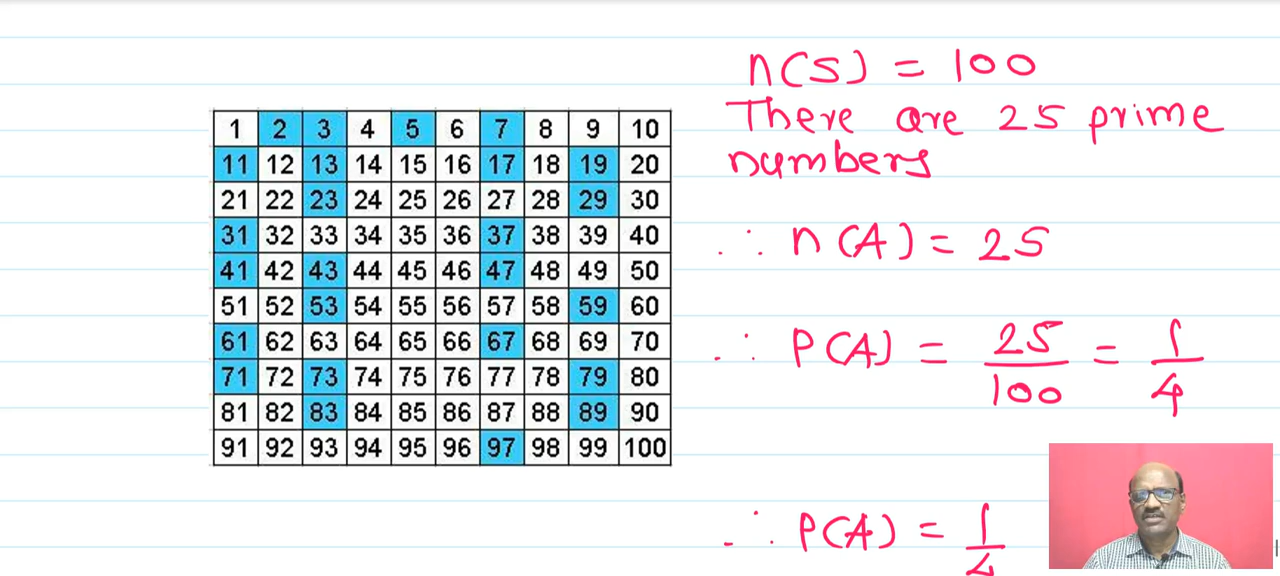 1 2 3 4 5 6 7 8 9 10
11 12 13 14 15 16 17 18 19 20
21 22 23 24 25 26 27 28 29 30
31 32 33 34 35 36 37 38 39 40
41 42 43 44 45 46 47 48 49 50
51 52 53 54 55 56 57 58 59 60
61 62 63 64 65 66 67 68 69 70
71 72 73 74 75 76 77 78 79 80
81 82 83 84 85 86 87 88 89 90
91 92 93 94 95 96 97 98 99 100
n(S) = 100
There are 25 prime
numbers
∴ n(A) = 25
∴ P(A) = 25/100 = 1/4
∴ P(A) = 1/4